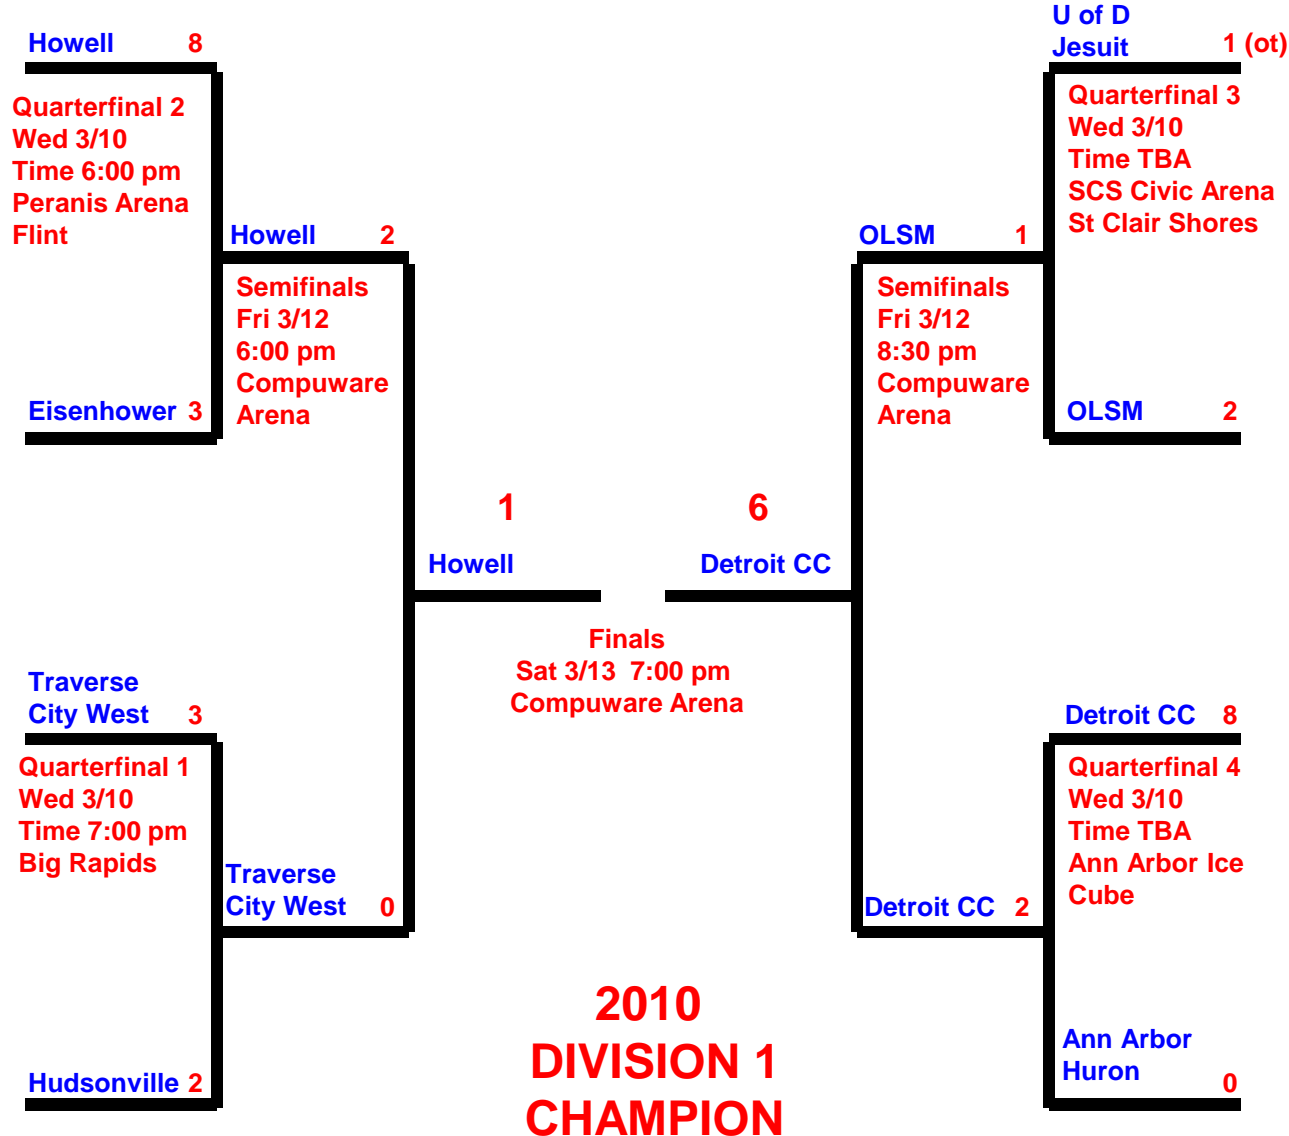 Howell 8
Quarterfinal 2
Wed 3/10
Time 6:00 pm
Peranis Arena
Flint
Howell 2
Semifinals
Fri 3/12
6:00 pm
Compuware
Arena
Eisenhower 3
1
Howell
Traverse
City West 3
Quarterfinal 1
Wed 3/10
Time 7:00 pm
Big Rapids
Traverse
City West 0
Hudsonville 2
U of D
Jesuit 1 (ot)
Quarterfinal 3
Wed 3/10
Time TBA
SCS Civic Arena
St Clair Shores
OLSM 1
Semifinals
Fri 3/12
8:30 pm
Compuware
Arena
OLSM 2
6
Detroit CC
Finals
Sat 3/13 7:00 pm
Compuware Arena
Detroit CC 8
Quarterfinal 4
Wed 3/10
Time TBA
Ann Arbor Ice
Cube
Detroit CC 2
Ann Arbor
Huron 0
2010
DIVISION 1
CHAMPION